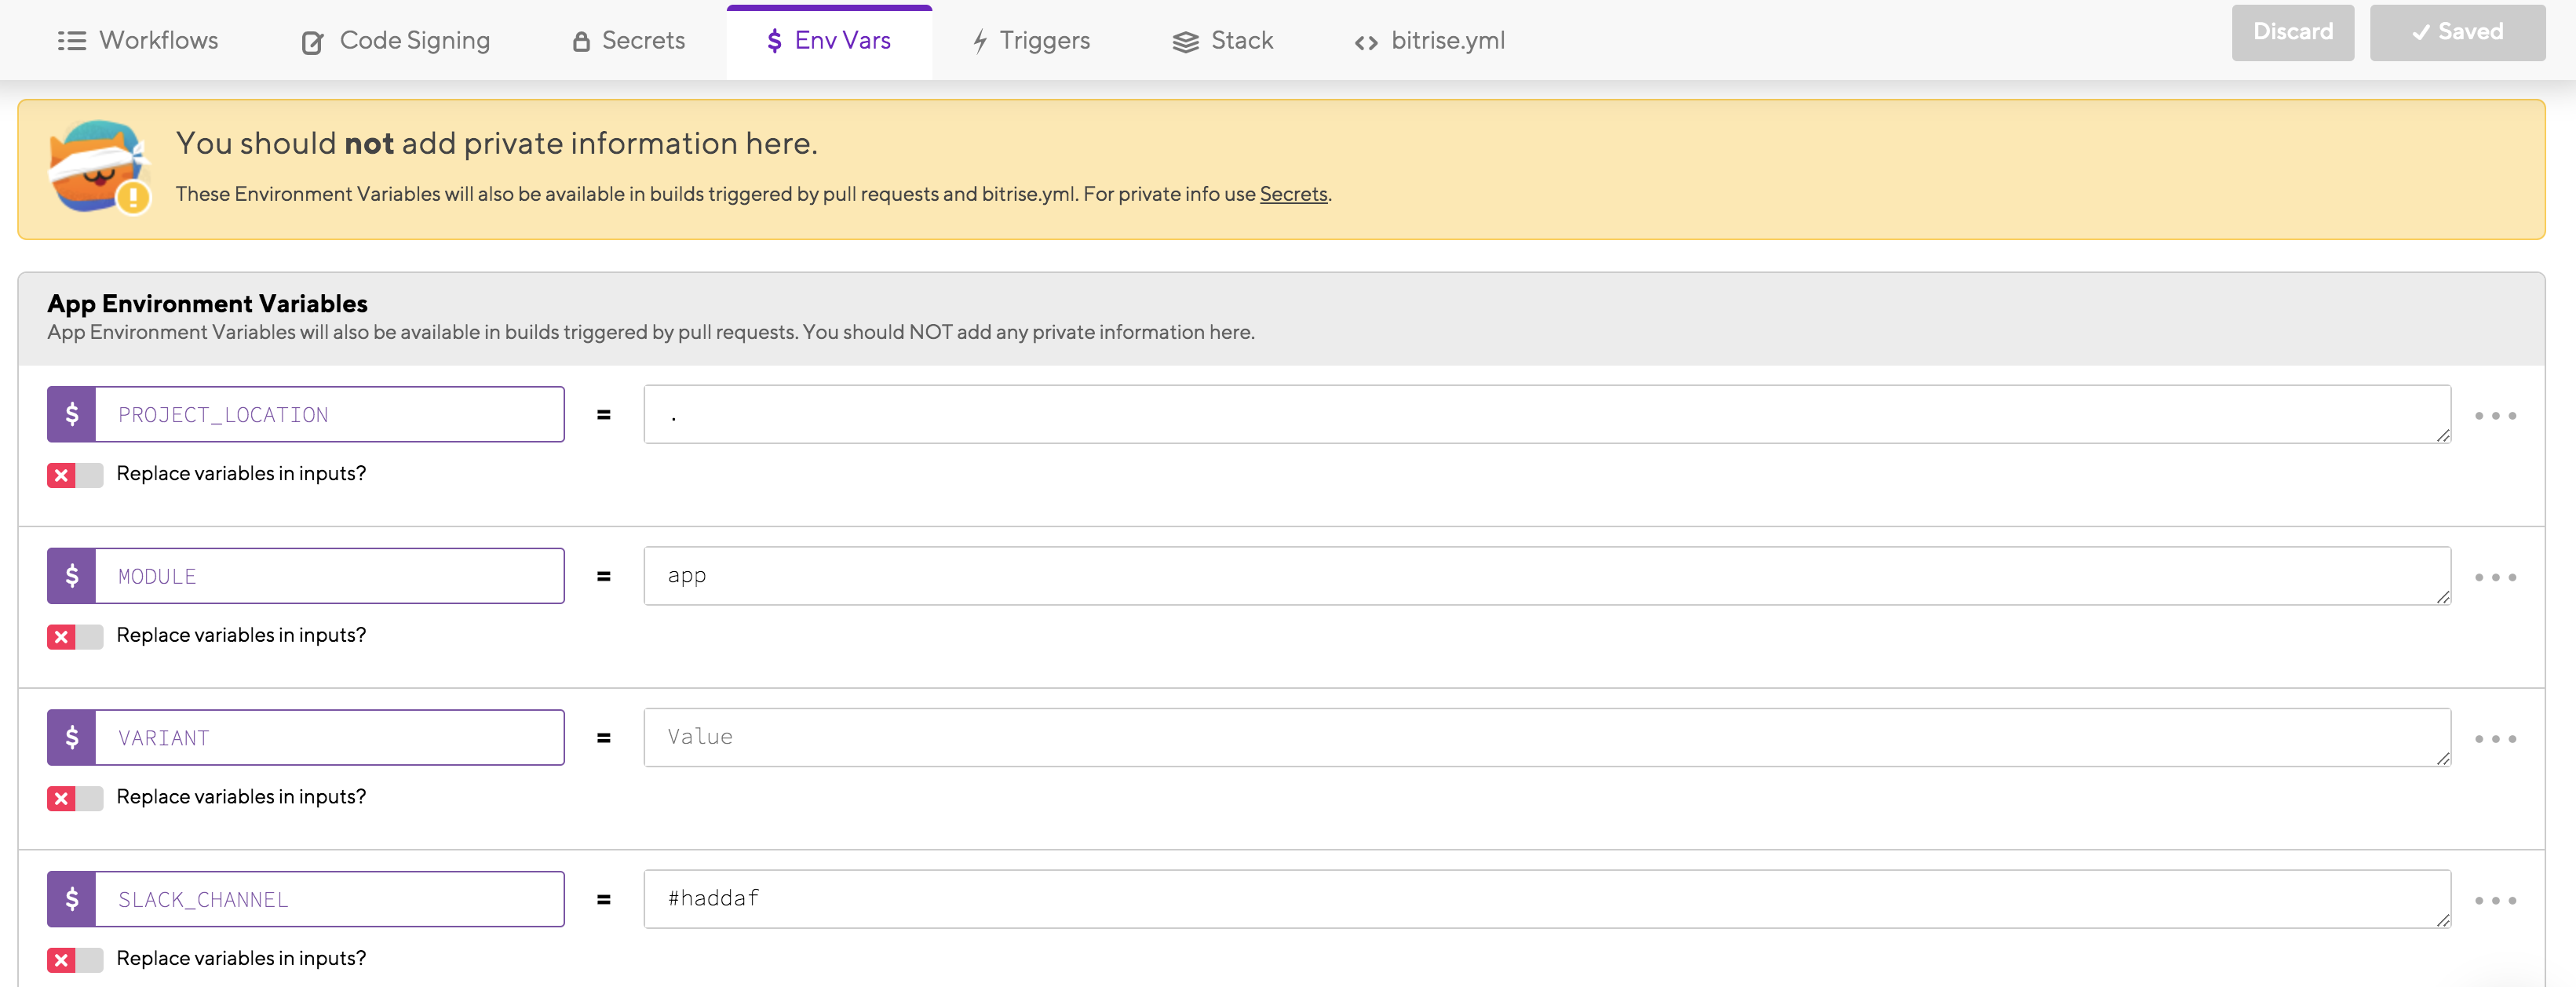 Workflows Code Signing Secrets $ Env Vars Triggers Stack <> bitrise.yml Discard ✓ Saved
You should not add private information here.
These Environment Variables will also be available in builds triggered by pull requests and bitrise.yml. For private info use Secrets.
App Environment Variables
App Environment Variables will also be available in builds triggered by pull requests. You should NOT add any private information here.
$ PROJECT_LOCATION = .
Replace variables in inputs?
$ MODULE = app
Replace variables in inputs?
$ VARIANT = Value
Replace variables in inputs?
$ SLACK_CHANNEL = #haddaf
Replace variables in inputs?